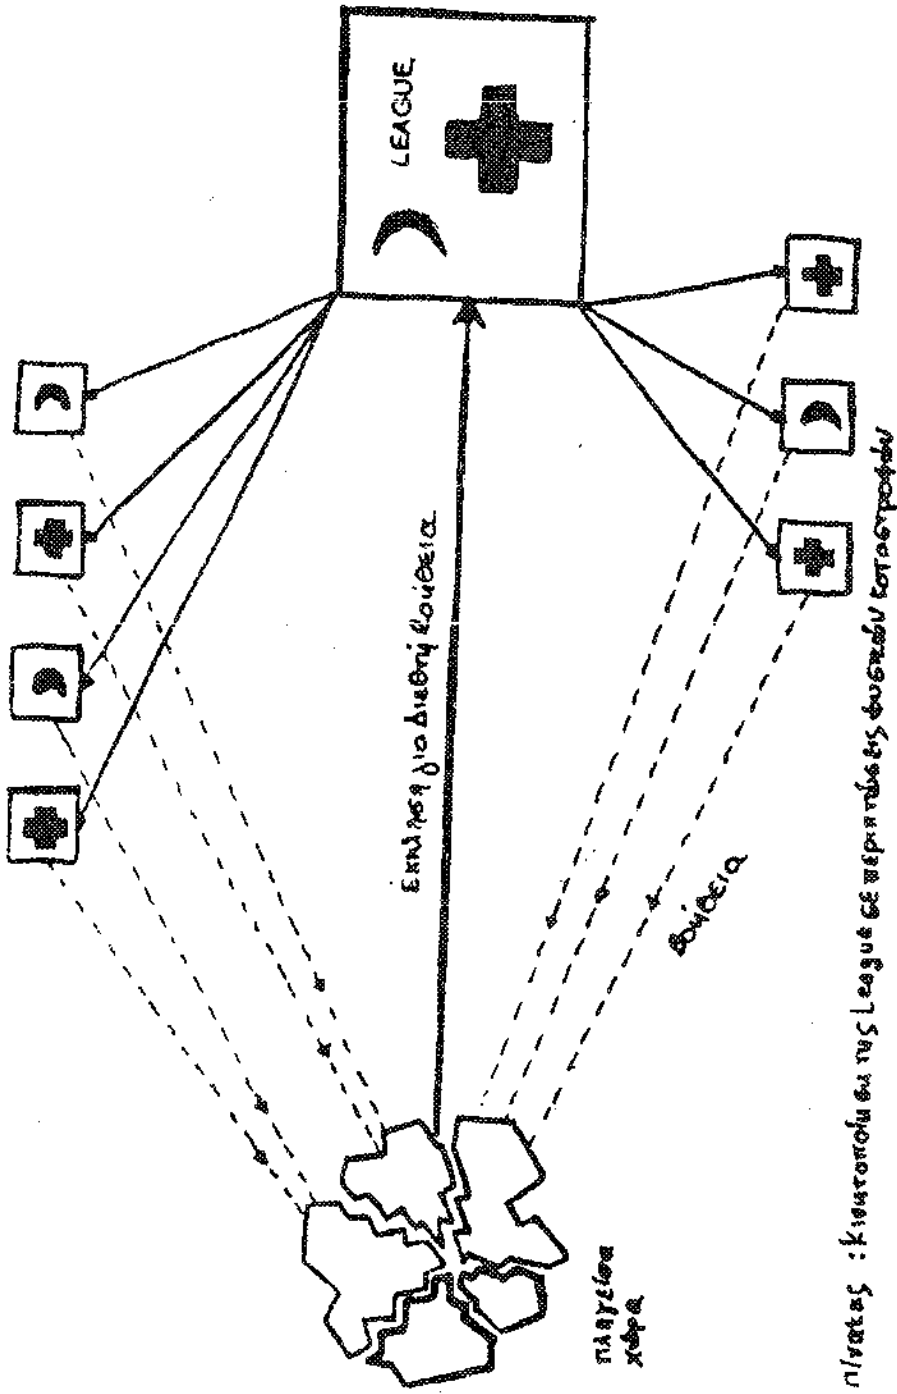 LEAGUE
Έκκληση για Διεθνή βοήθεια
βοήθεια
πληγείσα
χώρα
Πίνακας : Κινητοποίηση της League σε περιπτώσεις φυσικών καταστροφών